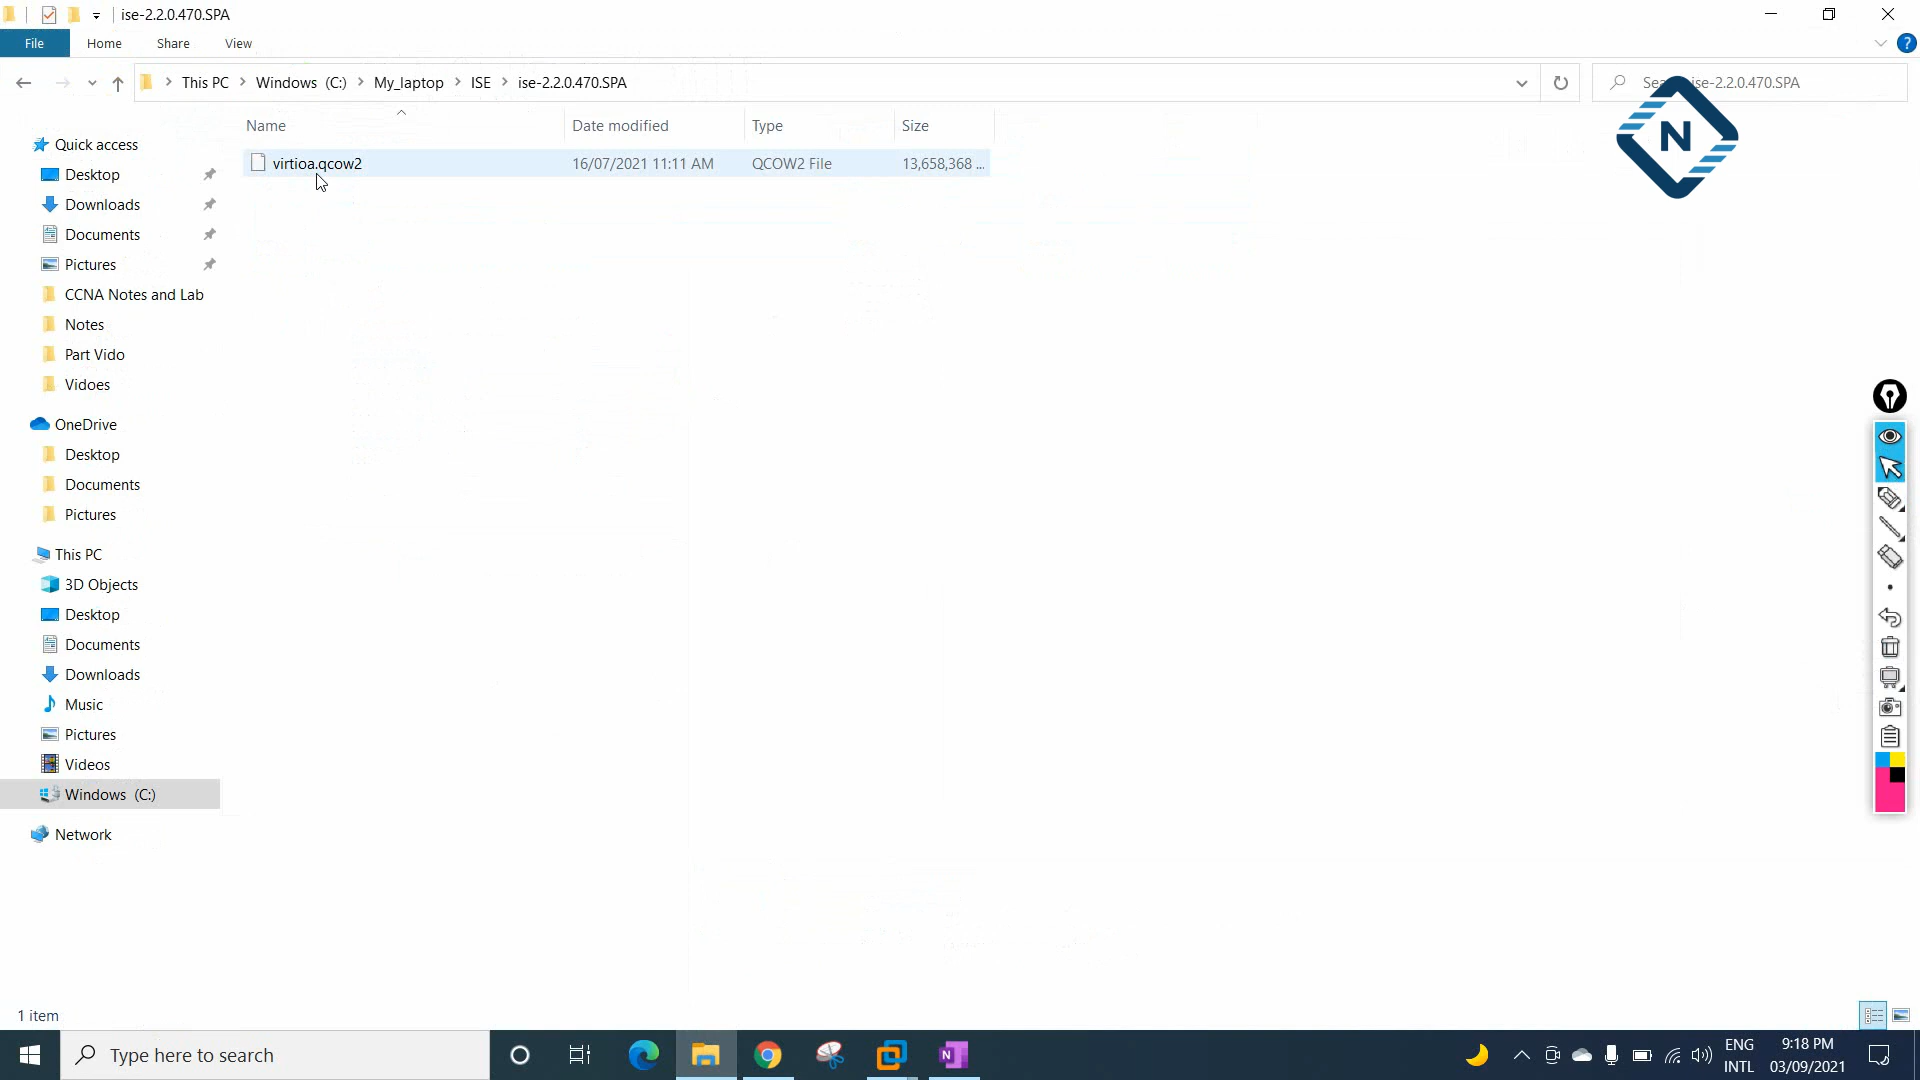 ise-2.2.0.470.SPA
File Home Share View
This PC Windows (C:) My_laptop ISE ise-2.2.0.470.SPA
ise-2.2.0.470.SPA
N
Name Date modified Type Size
virtioa.qcow2 16/07/2021 11:11 AM QCOW2 File 13,658,368 ...
Quick access
Desktop
Downloads
Documents
Pictures
CCNA Notes and Lab
Notes
Part Vido
Vidoes
OneDrive
Desktop
Documents
Pictures
This PC
3D Objects
Desktop
Documents
Downloads
Music
Pictures
Videos
Windows (C:)
Network
1 item
Type here to search
N
ENG
INTL
9:18 PM
03/09/2021